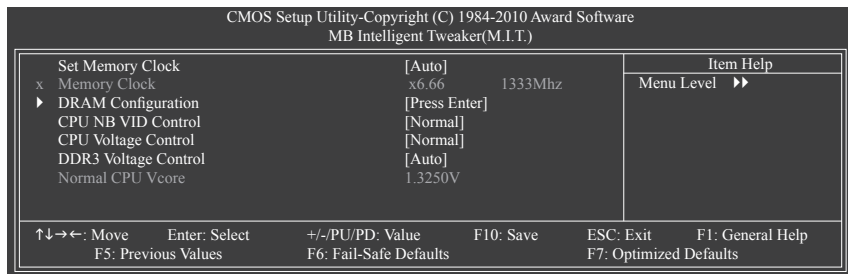 CMOS Setup Utility-Copyright (C) 1984-2010 Award Software
MB Intelligent Tweaker(M.I.T.)
Set Memory Clock [Auto]
x Memory Clock x6.66 1333Mhz
DRAM Configuration [Press Enter]
CPU NB VID Control [Normal]
CPU Voltage Control [Normal]
DDR3 Voltage Control [Auto]
Normal CPU Vcore 1.3250V
Item Help
Menu Level
↑↓→←: Move Enter: Select +/-/PU/PD: Value F10: Save ESC: Exit F1: General Help
F5: Previous Values F6: Fail-Safe Defaults F7: Optimized Defaults